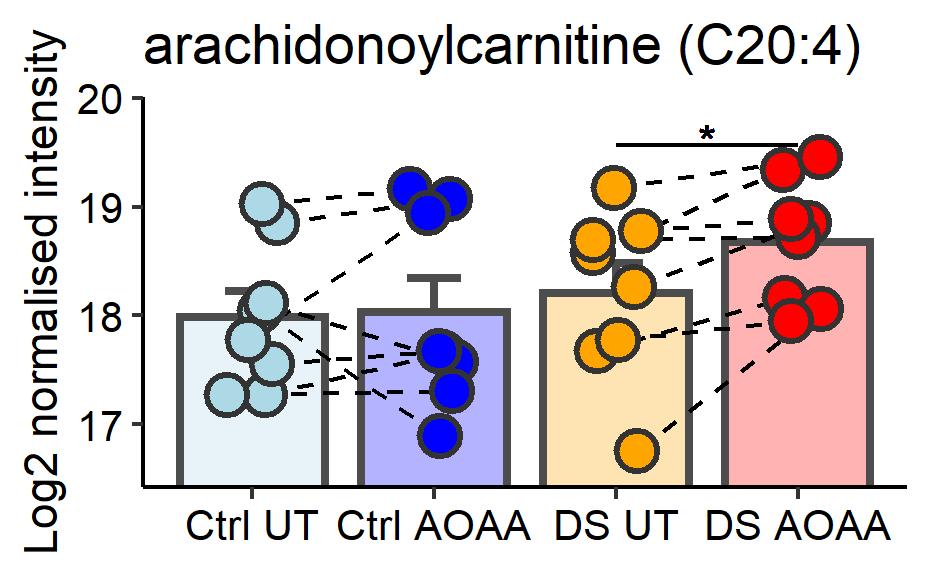 arachidonoylcarnitine (C20:4)
Log2 normalised intensity
20
19
18
17
*
Ctrl UT Ctrl AOAA DS UT DS AOAA